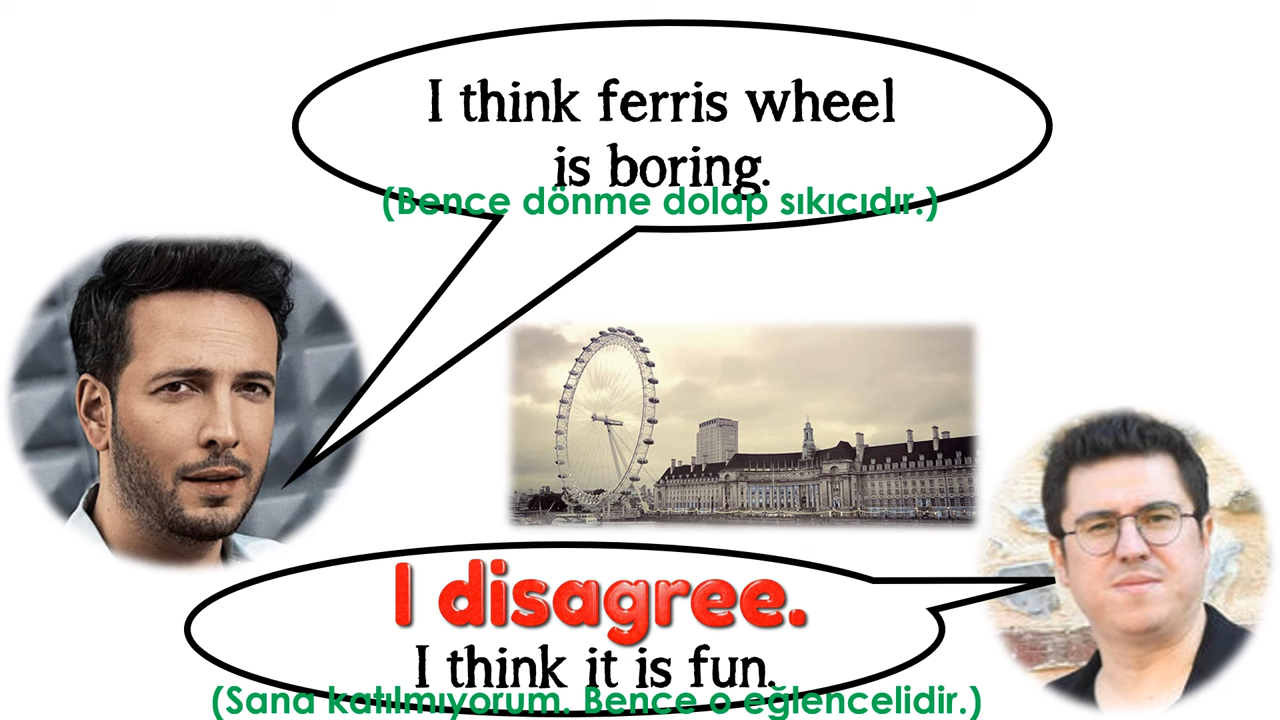 I think ferris wheel
is boring.
(Bence dönme dolap sıkıcıdır.)
I disagree.
I think it is fun.
(Sana katılmıyorum. Bence o eğlencelidir.)